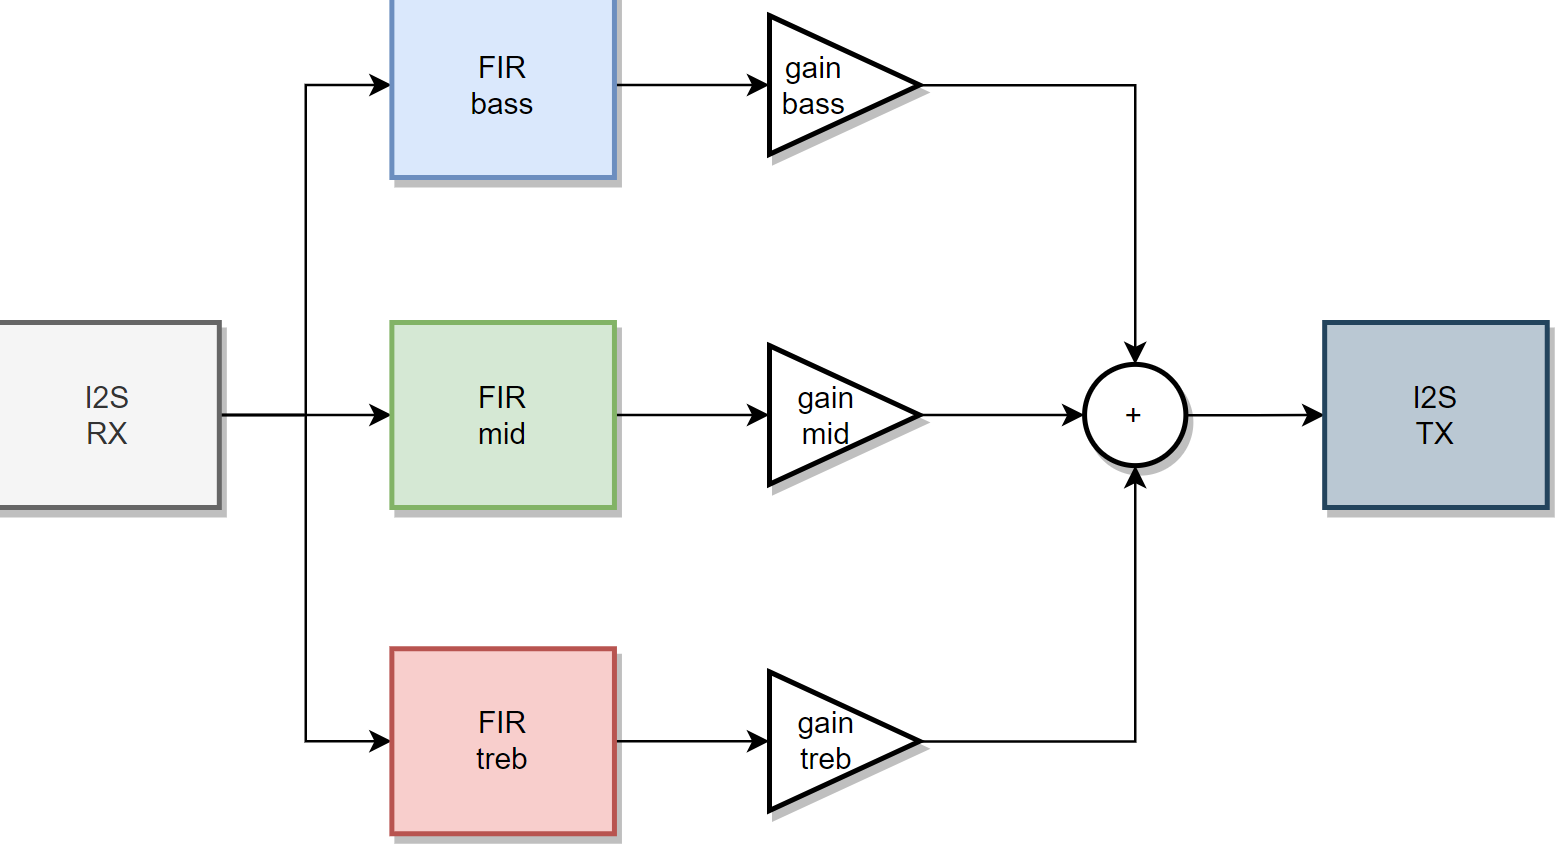 FIR
bass
gain
bass
I2S
RX
FIR
mid
gain
mid
+
I2S
TX
FIR
treb
gain
treb